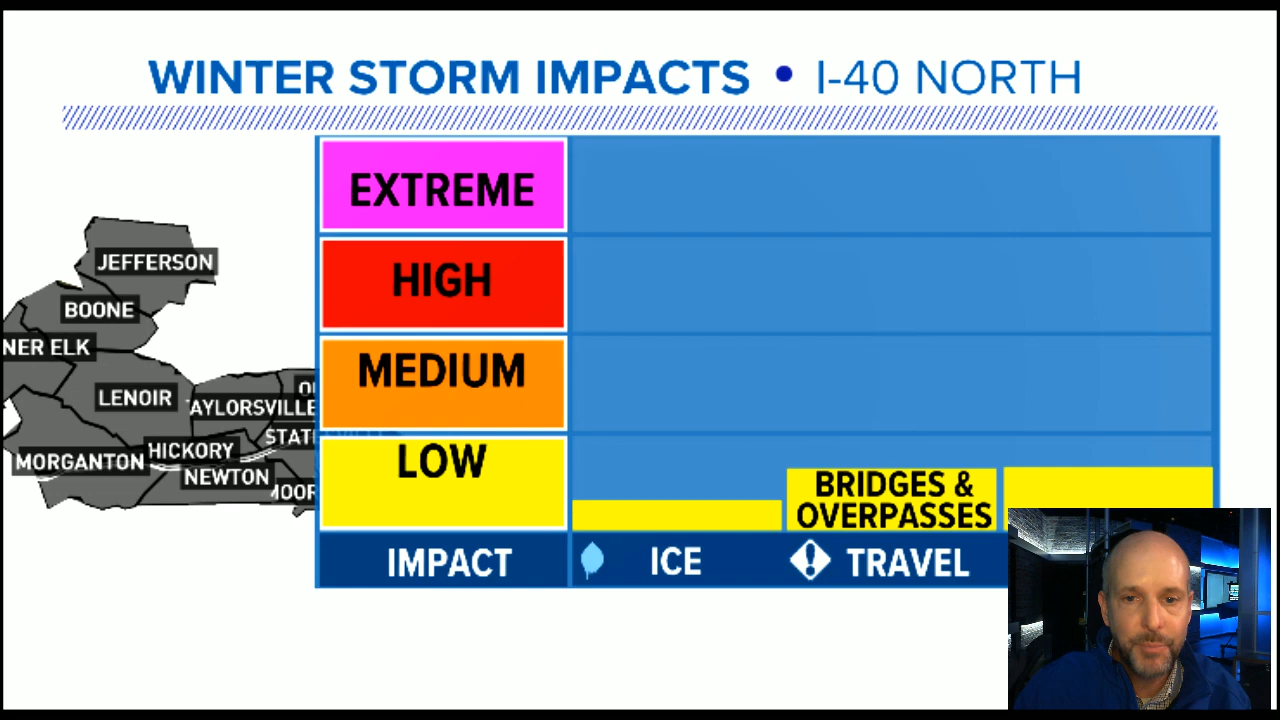 WINTER STORM IMPACTS • I-40 NORTH
EXTREME
HIGH
MEDIUM
LOW
BRIDGES &
OVERPASSES
IMPACT
ICE
TRAVEL
JEFFERSON
BOONE
NER ELK
LENOIR
AYLORSVILLE
HICKORY
MORGANTON
NEWTON